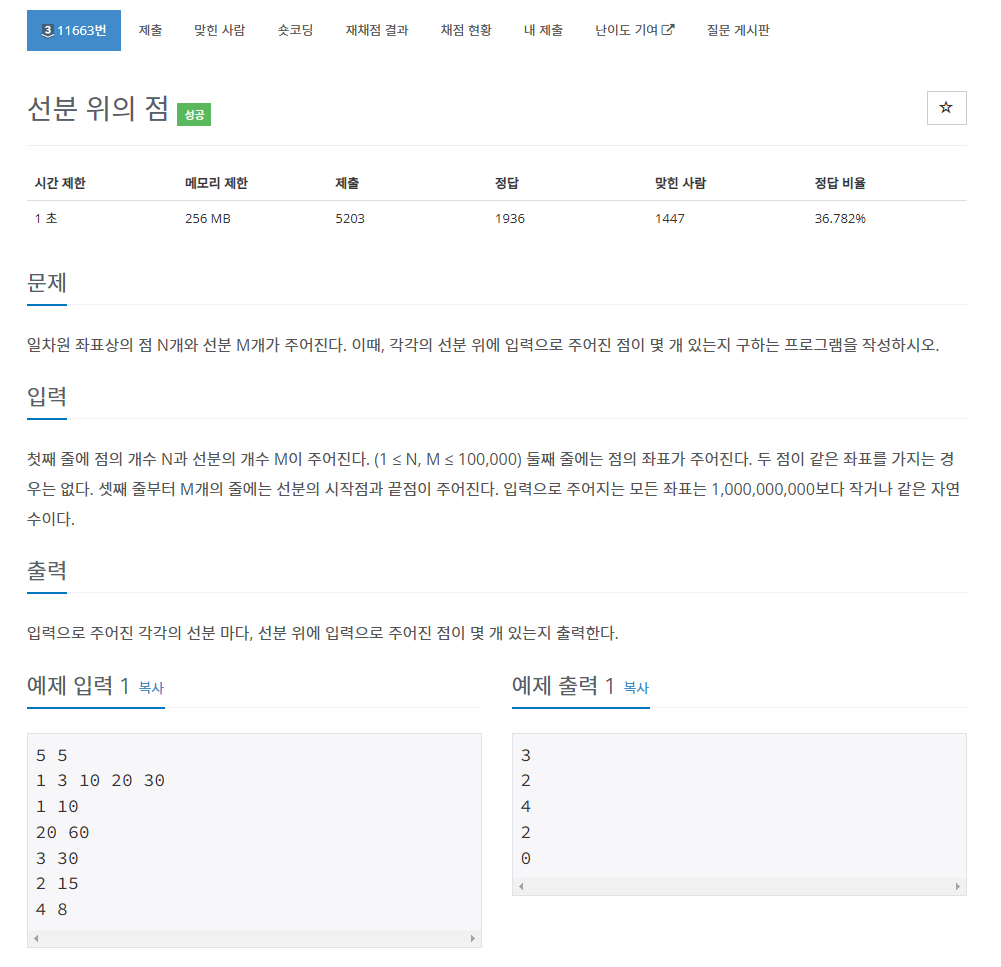 3 11663번 제출 맞힌 사람 숏코딩 재채점 결과 채점 현황 내 제출 난이도 기여 질문 게시판
선분 위의 점 성공
시간 제한 메모리 제한 제출 정답 맞힌 사람 정답 비율
1 초 256 MB 5203 1936 1447 36.782%
문제
일차원 좌표상의 점 N개와 선분 M개가 주어진다. 이때, 각각의 선분 위에 입력으로 주어진 점이 몇 개 있는지 구하는 프로그램을 작성하시오.
입력
첫째 줄에 점의 개수 N과 선분의 개수 M이 주어진다. (1 ≤ N, M ≤ 100,000) 둘째 줄에는 점의 좌표가 주어진다. 두 점이 같은 좌표를 가지는 경
우는 없다. 셋째 줄부터 M개의 줄에는 선분의 시작점과 끝점이 주어진다. 입력으로 주어지는 모든 좌표는 1,000,000,000보다 작거나 같은 자연
수이다.
출력
입력으로 주어진 각각의 선분 마다, 선분 위에 입력으로 주어진 점이 몇 개 있는지 출력한다.
예제 입력 1 복사
5 5
1 3 10 20 30
1 10
20 60
3 30
2 15
4 8
예제 출력 1 복사
3
2
4
2
0